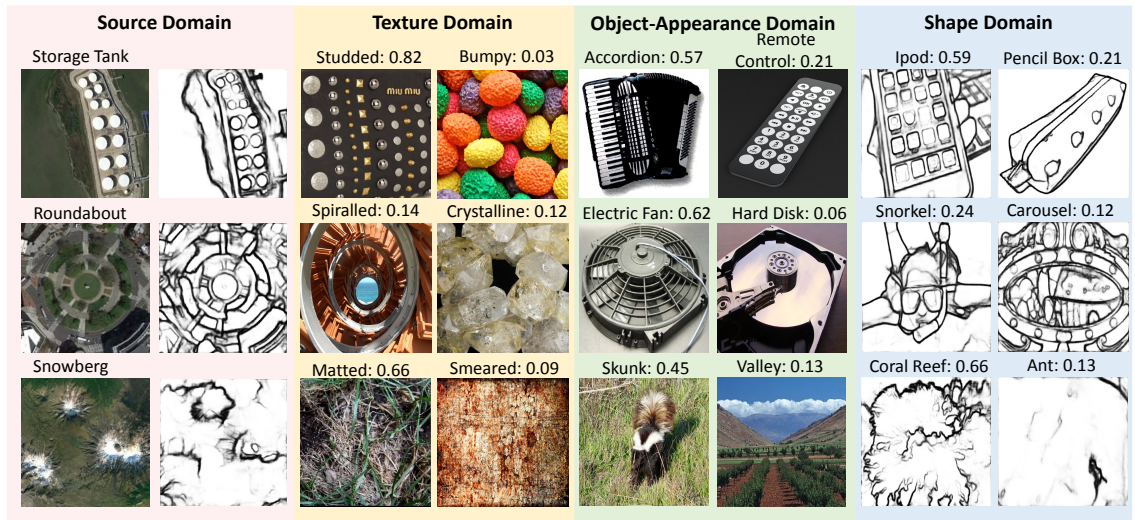 Source Domain
Texture Domain
Object-Appearance Domain
Shape Domain
Storage Tank
Studded: 0.82
Bumpy: 0.03
Accordion: 0.57
Remote
Control: 0.21
Ipod: 0.59
Pencil Box: 0.21
miu miu
Roundabout
Spiralled: 0.14
Crystalline: 0.12
Electric Fan: 0.62
Hard Disk: 0.06
Snorkel: 0.24
Carousel: 0.12
Snowberg
Matted: 0.66
Smeared: 0.09
Skunk: 0.45
Valley: 0.13
Coral Reef: 0.66
Ant: 0.13